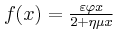 f(x) = \frac{\varepsilon\varphi x}{2+\eta\mu x}